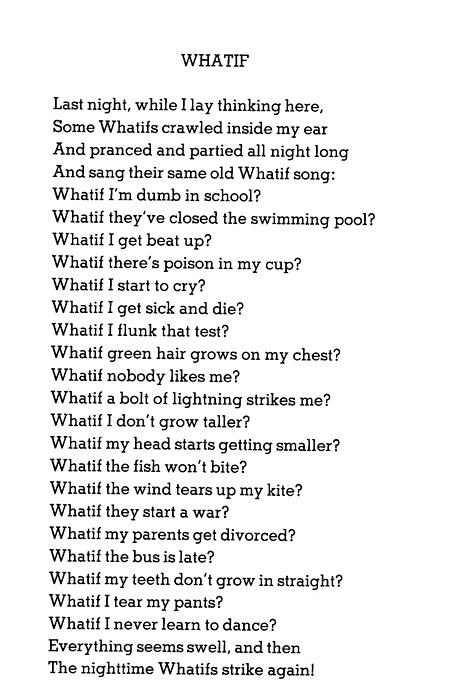 WHATIF
Last night, while I lay thinking here,
Some Whatifs crawled inside my ear
And pranced and partied all night long
And sang their same old Whatif song:
Whatif I'm dumb in school?
Whatif they've closed the swimming pool?
Whatif I get beat up?
Whatif there's poison in my cup?
Whatif I start to cry?
Whatif I get sick and die?
Whatif I flunk that test?
Whatif green hair grows on my chest?
Whatif nobody likes me?
Whatif a bolt of lightning strikes me?
Whatif I don't grow taller?
Whatif my head starts getting smaller?
Whatif the fish won't bite?
Whatif the wind tears up my kite?
Whatif they start a war?
Whatif my parents get divorced?
Whatif the bus is late?
Whatif my teeth don't grow in straight?
Whatif I tear my pants?
Whatif I never learn to dance?
Everything seems swell, and then
The nighttime Whatifs strike again!